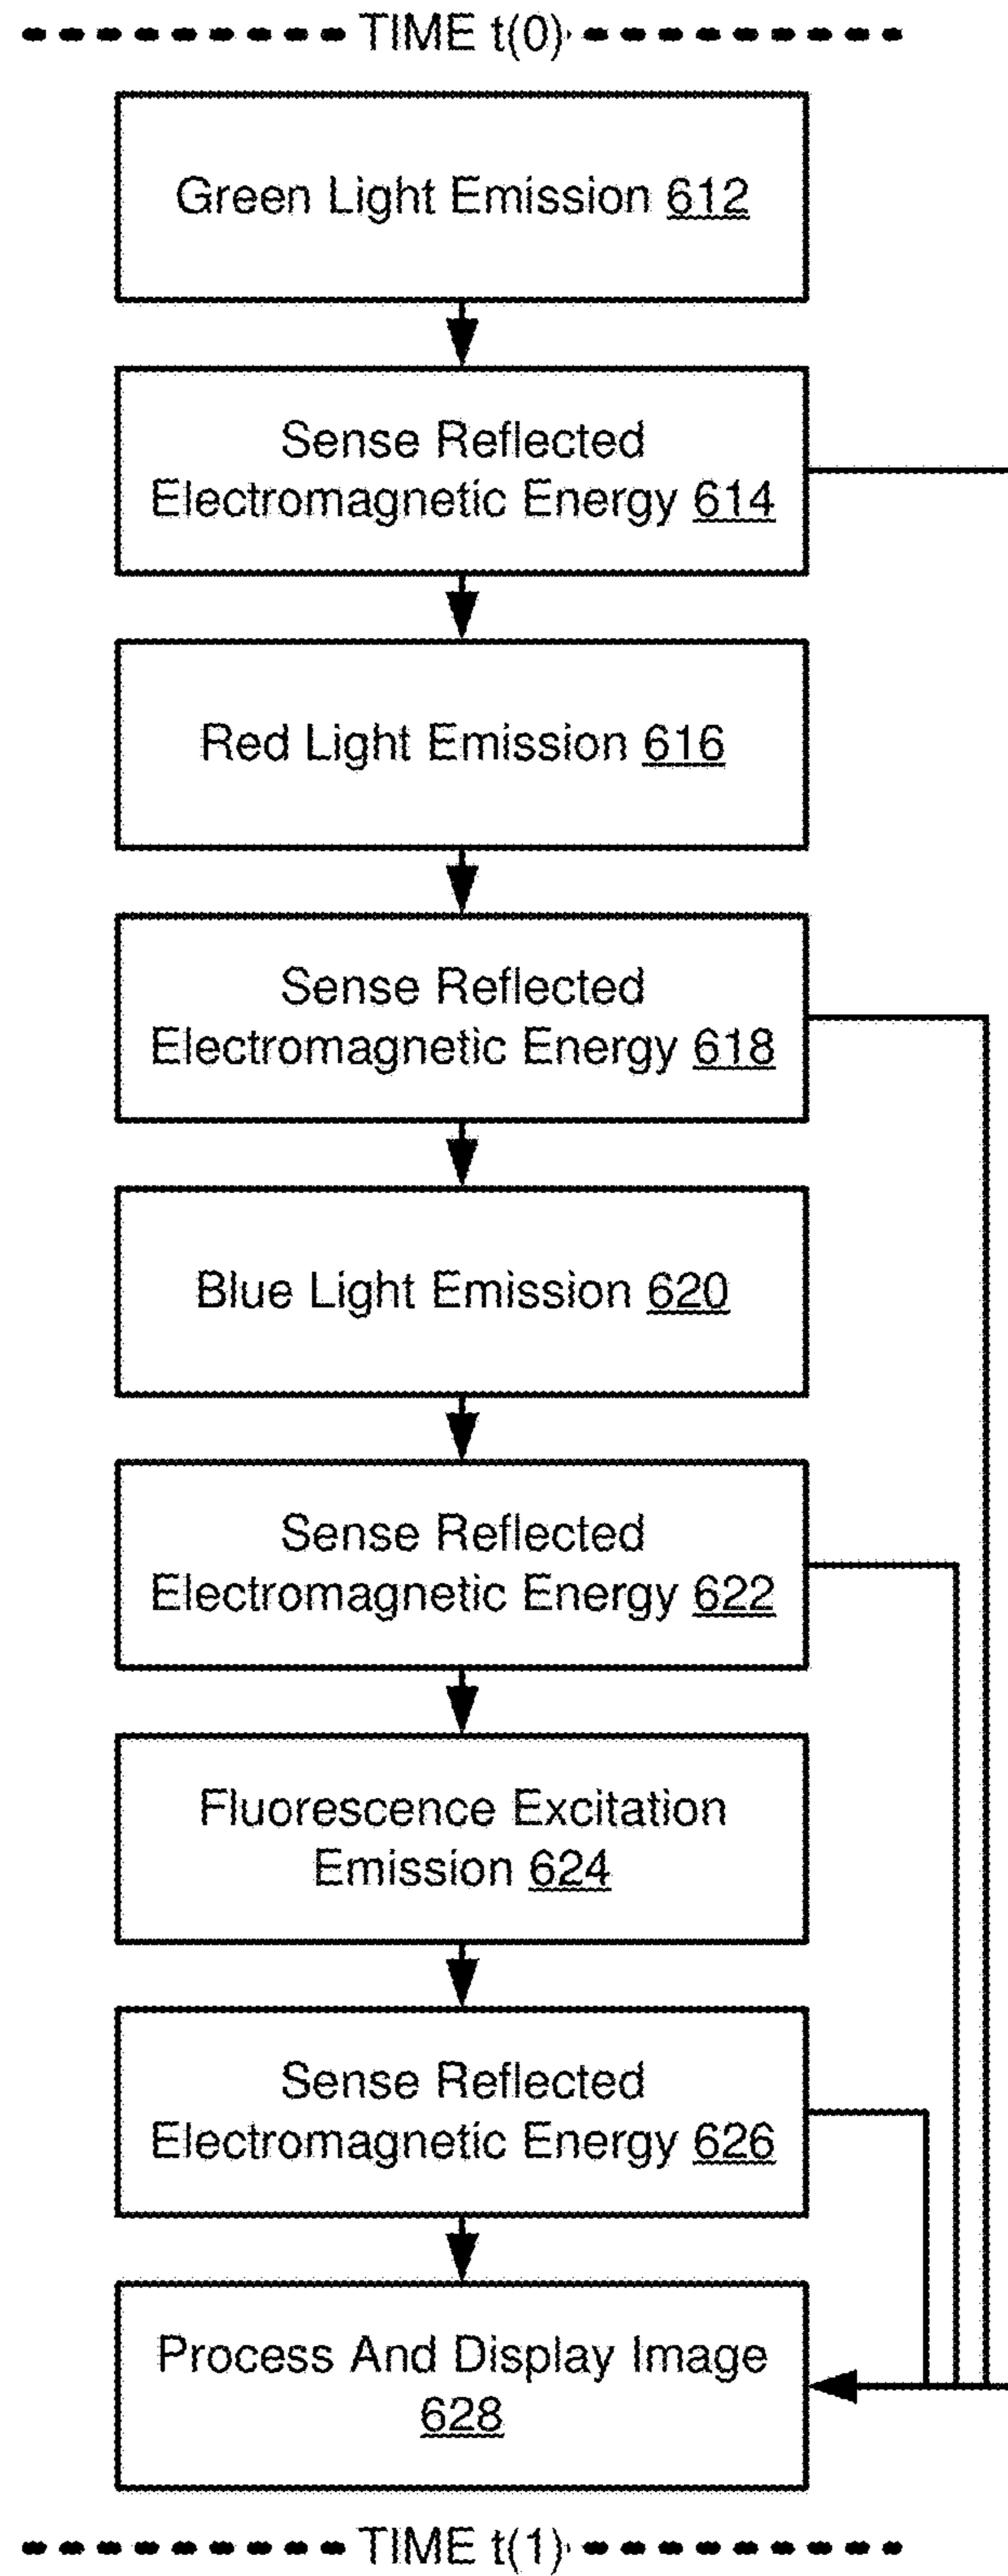 TIME t(0)
Green Light Emission 612
Sense Reflected
Electromagnetic Energy 614
Red Light Emission 616
Sense Reflected
Electromagnetic Energy 618
Blue Light Emission 620
Sense Reflected
Electromagnetic Energy 622
Fluorescence Excitation
Emission 624
Sense Reflected
Electromagnetic Energy 626
Process And Display Image
628
TIME t(1)